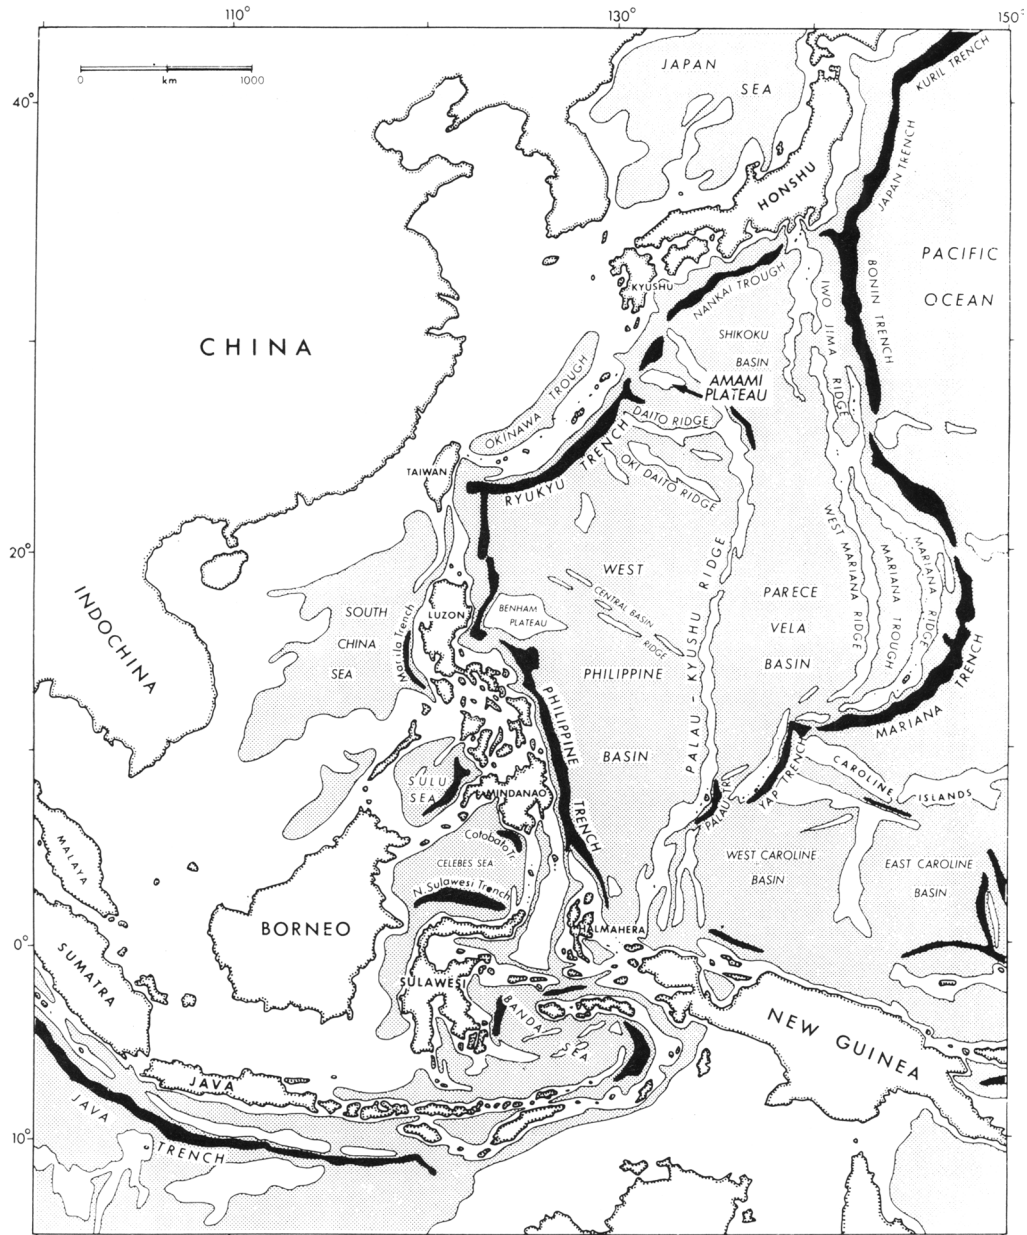 110°
130°
150°
0
km
1000
40°
20°
0°
10°
JAPAN
SEA
KURIL TRENCH
JAPAN TRENCH
HONSHU
PACIFIC
OCEAN
KYUSHU
NANKAI TROUGH
BONIN TRENCH
IWO JIMA RIDGE
SHIKOKU
BASIN
CHINA
AMAMI
PLATEAU
OKINAWA TROUGH
DAITO RIDGE
TAIWAN
RYUKYU TRENCH
OKI DAITO RIDGE
WEST
PHILIPPINE
BASIN
CENTRAL BASIN
RIDGE
PALAU - KYUSHU RIDGE
PARECE
VELA
BASIN
WEST MARIANA RIDGE
MARIANA TROUGH
MARIANA RIDGE
MARIANA TRENCH
INDOCHINA
SOUTH
CHINA
SEA
Manila Trench
LUZON
BENHAM
PLATEAU
PHILIPPINE TRENCH
SULU
SEA
MINDANAO
PALAU TR.
YAP TRENCH
CAROLINE
ISLANDS
MALAYA
Cotobato Tr.
CELEBES SEA
N. Sulawesi Trench
WEST CAROLINE
BASIN
EAST CAROLINE
BASIN
BORNEO
HALMAHERA
SUMATRA
SULAWESI
BANDA
SEA
NEW GUINEA
JAVA
JAVA
TRENCH